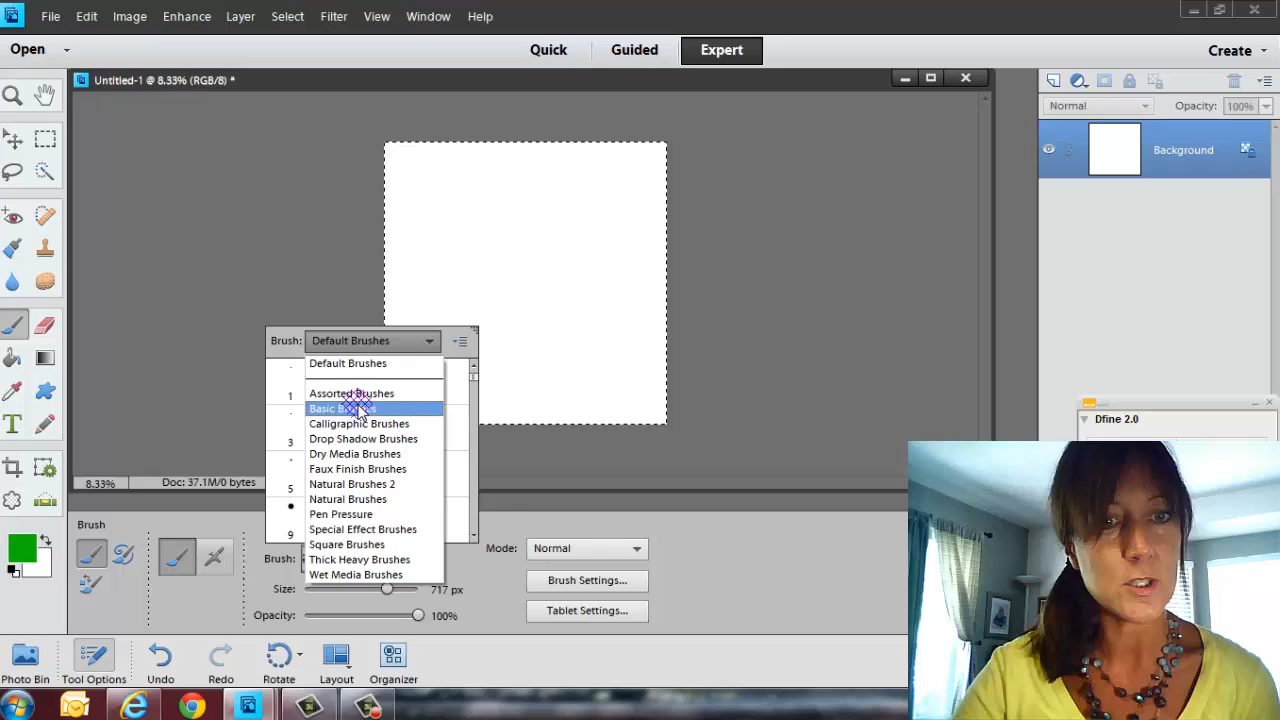 File Edit Image Enhance Layer Select Filter View Window Help
Open Quick Guided Expert Create
Untitled-1 @ 8.33% (RGB/8) *
Normal Opacity: 100%
Background
Brush: Default Brushes
Default Brushes
1 Assorted Brushes
Basic
Calligraphic Brushes
3 Drop Shadow Brushes
Dry Media Brushes
Faux Finish Brushes
5 Natural Brushes 2
Natural Brushes
Pen Pressure
9 Special Effect Brushes
Square Brushes
Thick Heavy Brushes
Wet Media Brushes
Dfine 2.0
8.33% Doc: 37.1M/0 bytes
Brush
Brush:
Size: 717 px
Opacity: 100%
Mode: Normal
Brush Settings...
Tablet Settings...
Photo Bin Tool Options Undo Redo Rotate Layout Organizer